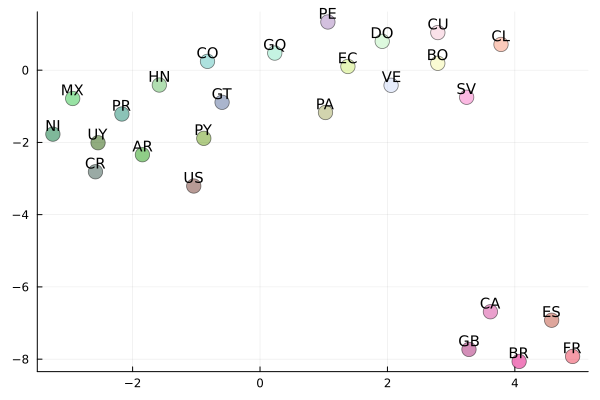 PE
CU
DO
CL
GQ
CO
BO
EC
0
HN
VE
MX
SV
GT
PR
PA
NI
PY
UY
−2
AR
CR
US
−4
−6
CA
ES
GB
FR
BR
−8
−2 0 2 4